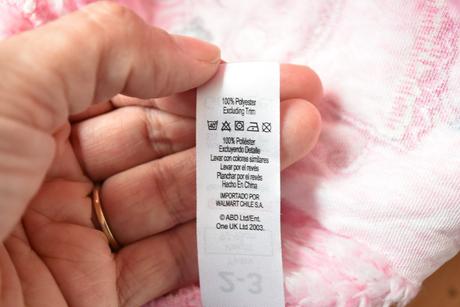 100% Polyester
Excluding Trim
100% Poliéster
Excluyendo Detalle
Lavar con colores similares
Lavar por el revés
Planchar por el revés
Hecho En China
IMPORTADO POR
WALMART CHILE S.A.
© ABD Ltd/Ent.
One UK Ltd 2003.
2-3